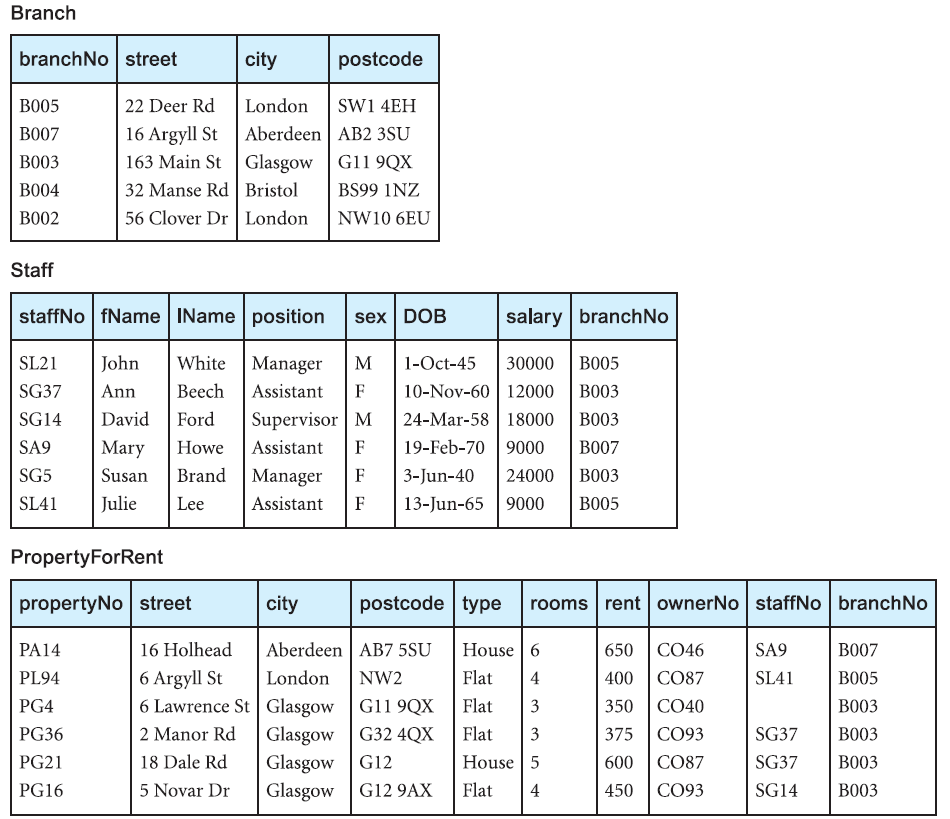 Branch
branchNo street city postcode
B005 22 Deer Rd London SW1 4EH
B007 16 Argyll St Aberdeen AB2 3SU
B003 163 Main St Glasgow G11 9QX
B004 32 Manse Rd Bristol BS99 1NZ
B002 56 Clover Dr London NW10 6EU
Staff
staffNo fName lName position sex DOB salary branchNo
SL21 John White Manager M 1-Oct-45 30000 B005
SG37 Ann Beech Assistant F 10-Nov-60 12000 B003
SG14 David Ford Supervisor M 24-Mar-58 18000 B003
SA9 Mary Howe Assistant F 19-Feb-70 9000 B007
SG5 Susan Brand Manager F 3-Jun-40 24000 B003
SL41 Julie Lee Assistant F 13-Jun-65 9000 B005
PropertyForRent
propertyNo street city postcode type rooms rent ownerNo staffNo branchNo
PA14 16 Holhead Aberdeen AB7 5SU House 6 650 CO46 SA9 B007
PL94 6 Argyll St London NW2 Flat 4 400 CO87 SL41 B005
PG4 6 Lawrence St Glasgow G11 9QX Flat 3 350 CO40 B003
PG36 2 Manor Rd Glasgow G32 4QX Flat 3 375 CO93 SG37 B003
PG21 18 Dale Rd Glasgow G12 House 5 600 CO87 SG37 B003
PG16 5 Novar Dr Glasgow G12 9AX Flat 4 450 CO93 SG14 B003